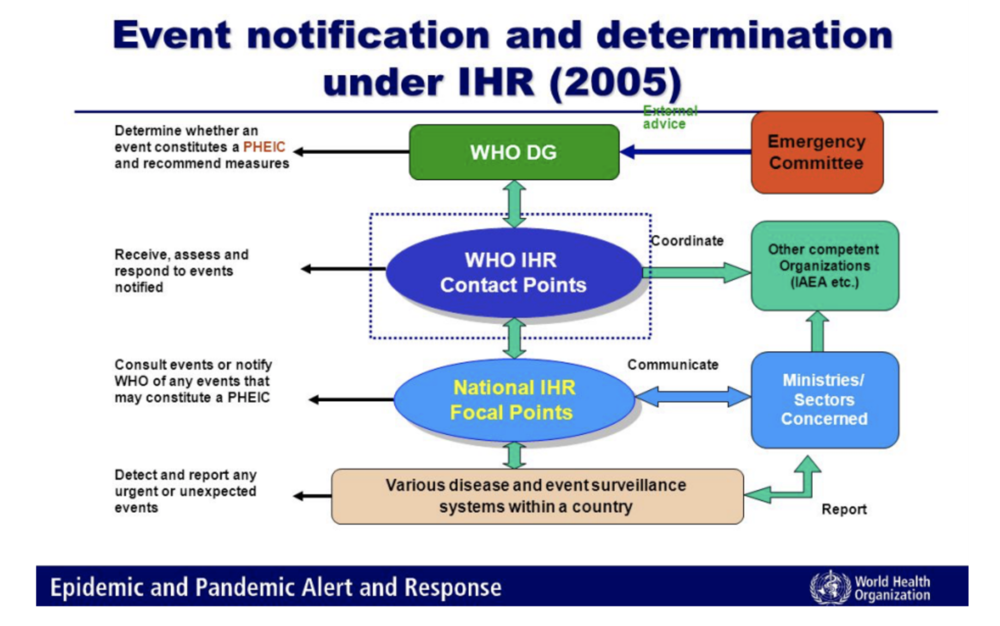 Event notification and determination
under IHR (2005)
External
advice
Determine whether an
event constitutes a PHEIC
and recommend measures
WHO DG
Emergency
Committee
Receive, assess and
respond to events
notified
WHO IHR
Contact Points
Coordinate
Other competent
Organizations
(IAEA etc.)
Consult events or notify
WHO of any events that
may constitute a PHEIC
National IHR
Focal Points
Communicate
Ministries/
Sectors
Concerned
Detect and report any
urgent or unexpected
events
Various disease and event surveillance
systems within a country
Report
Epidemic and Pandemic Alert and Response
World Health
Organization